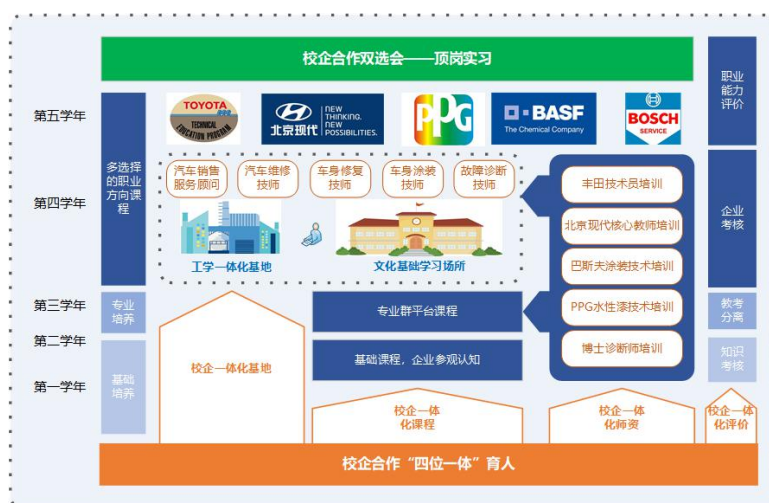 校企合作双选会——顶岗实习
职业
能力
评价
第五学年
TOYOTA
TECHNICAL
EDUCATION PROGRAM
北京现代
NEW
THINKING.
NEW
POSSIBILITIES.
PPG
BASF
The Chemical Company
BOSCH
SERVICE
多选择
的职业
方向课
程
第四学年
汽车销售
服务顾问
汽车维修
技师
车身修复
技师
车身涂装
技师
故障诊断
技师
工学一体化基地
文化基础学习场所
丰田技术员培训
北京现代核心教师培训
巴斯夫涂装技术培训
PPG水性漆技术培训
博士诊断师培训
企业
考核
第三学年
专业
培养
专业群平台课程
教考
分离
第二学年
校企一体化基地
基础课程，企业参观认知
知识
考核
第一学年
基础
培养
校企一体
化课程
校企一体
化师资
校企一体
化评价
校企合作“四位一体”育人